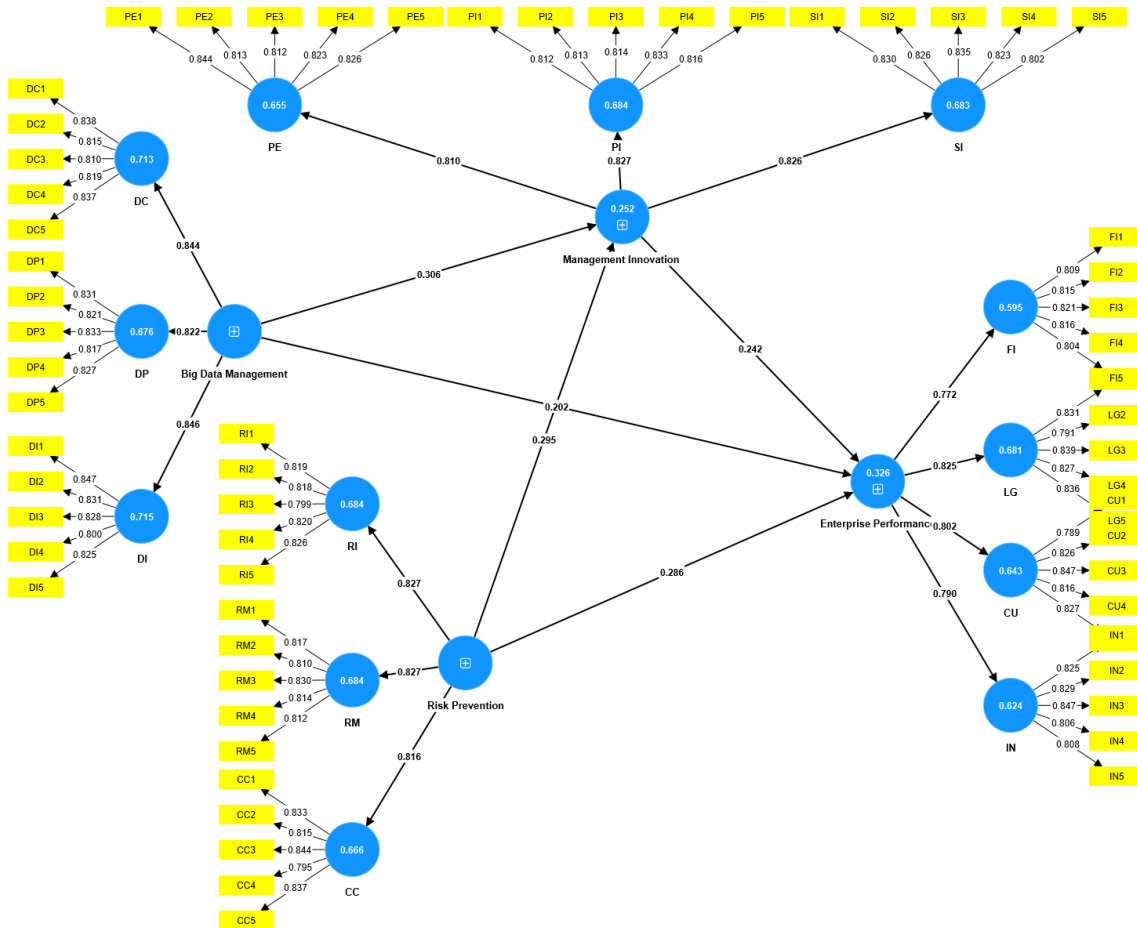 PE1 PE2 PE3 PE4 PE5 PI1 PI2 PI3 PI4 PI5 SI1 SI2 SI3 SI4 SI5
0.844 0.813 0.812 0.823 0.826
0.812 0.813 0.814 0.833 0.816
0.830 0.826 0.835 0.823 0.802
0.655
PE
0.684
PI
0.683
SI
0.810
0.827
0.826
DC1
DC2
DC3
DC4
DC5
0.838
0.815
0.810
0.819
0.837
0.713
DC
0.844
0.252
Management Innovation
0.306
DP1
DP2
DP3
DP4
DP5
0.831
0.821
0.833
0.817
0.827
0.676
DP
0.822
Big Data Management
0.846
0.242
0.202
0.295
DI1
DI2
DI3
DI4
DI5
0.847
0.831
0.828
0.800
0.825
0.715
DI
RI1
RI2
RI3
RI4
RI5
0.819
0.818
0.799
0.820
0.826
0.684
RI
0.827
0.286
RM1
RM2
RM3
RM4
RM5
0.817
0.810
0.830
0.814
0.812
0.684
RM
0.827
Risk Prevention
0.816
CC1
CC2
CC3
CC4
CC5
0.833
0.815
0.844
0.795
0.837
0.666
CC
0.326
Enterprise Performance
0.772
0.825
0.802
0.790
FI1
FI2
FI3
FI4
FI5
0.809
0.815
0.821
0.816
0.804
0.595
FI
LG2
LG3
LG4
LG5
0.831
0.791
0.839
0.827
0.836
0.681
LG
CU1
CU2
CU3
CU4
0.789
0.826
0.847
0.816
0.827
0.643
CU
IN1
IN2
IN3
IN4
IN5
0.825
0.829
0.847
0.806
0.808
0.624
IN